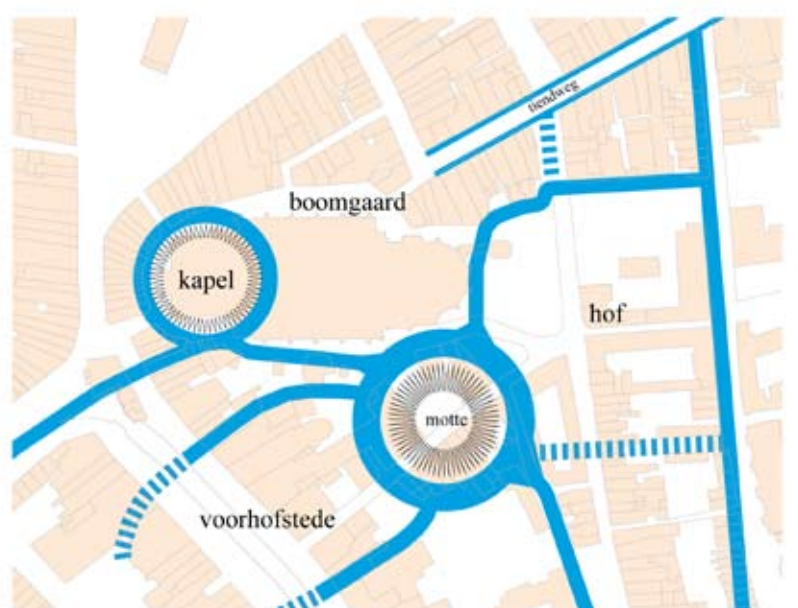 tiendweg
boomgaard
kapel
hof
motte
voorhofstede